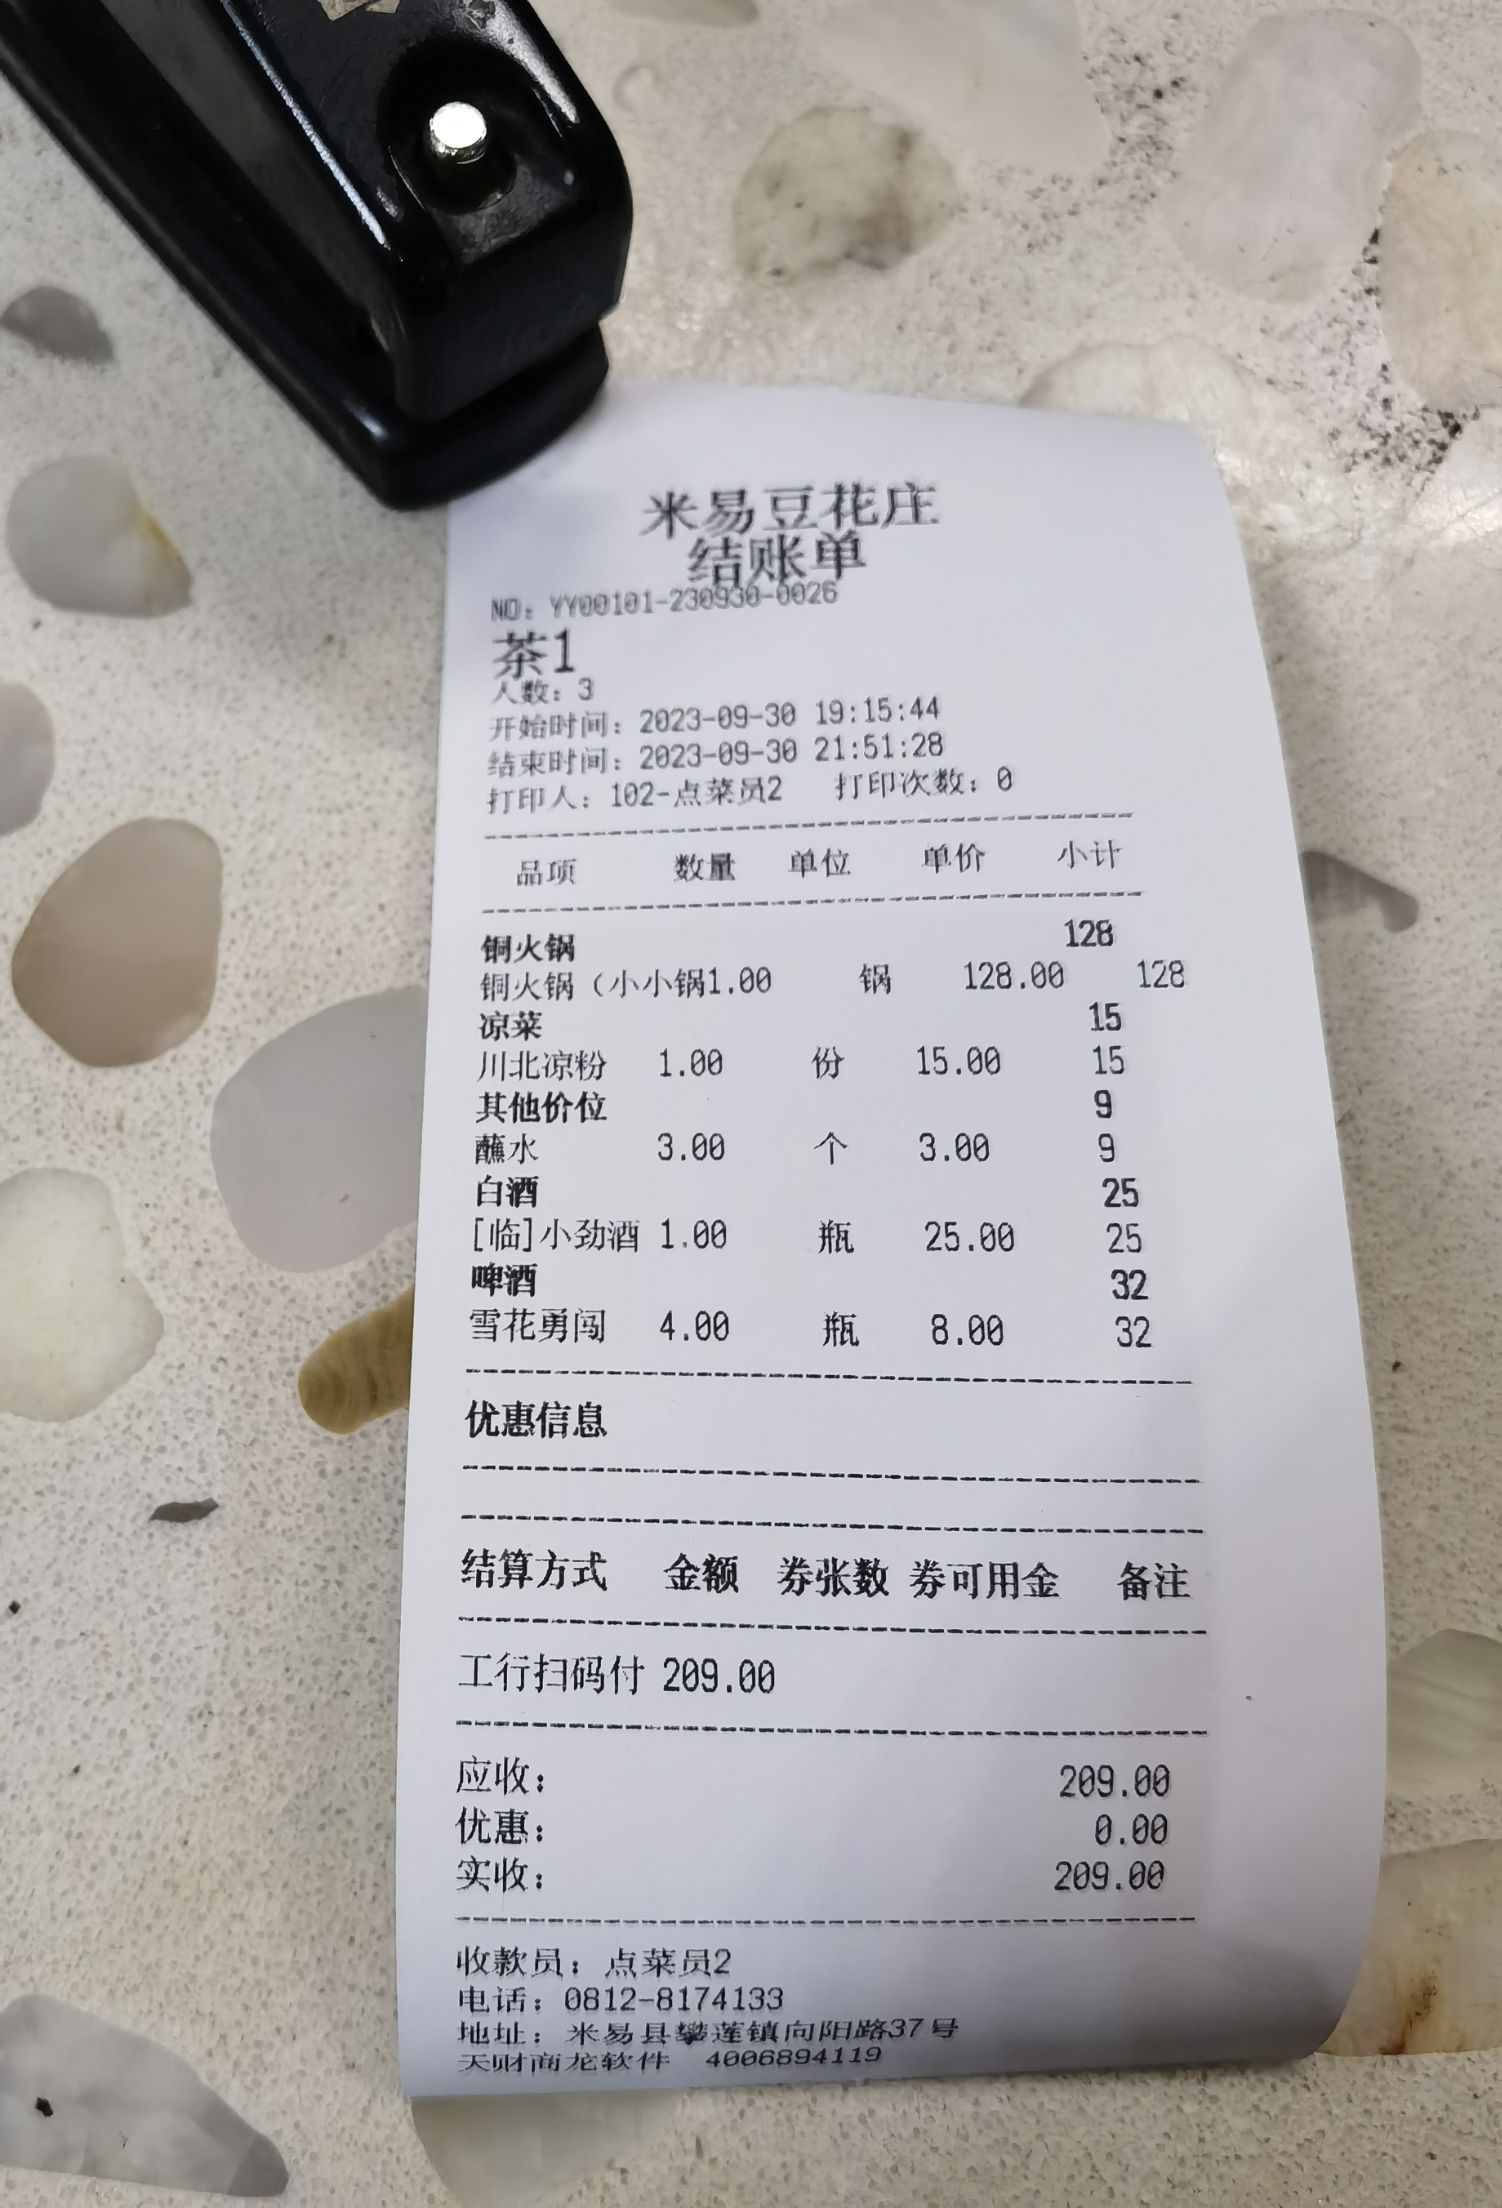 米易豆花庄
结账单
NO：YY00101-230930-0026
茶1
人数：3
开始时间：2023-09-30 19:15:44
结束时间：2023-09-30 21:51:28
打印人：102-点菜员2 打印次数：0
品项 数量 单位 单价 小计
铜火锅 128
铜火锅（小小锅1.00 锅 128.00 128
凉菜 15
川北凉粉 1.00 份 15.00 15
其他价位 9
蘸水 3.00 个 3.00 9
白酒 25
[临]小劲酒 1.00 瓶 25.00 25
啤酒 32
雪花勇闯 4.00 瓶 8.00 32
优惠信息
结算方式 金额 券张数 券可用金 备注
工行扫码付 209.00
应收： 209.00
优惠： 0.00
实收： 209.00
收款员：点菜员2
电话：0812-8174133
地址：米易县攀莲镇向阳路37号
天财商龙软件 4006894119